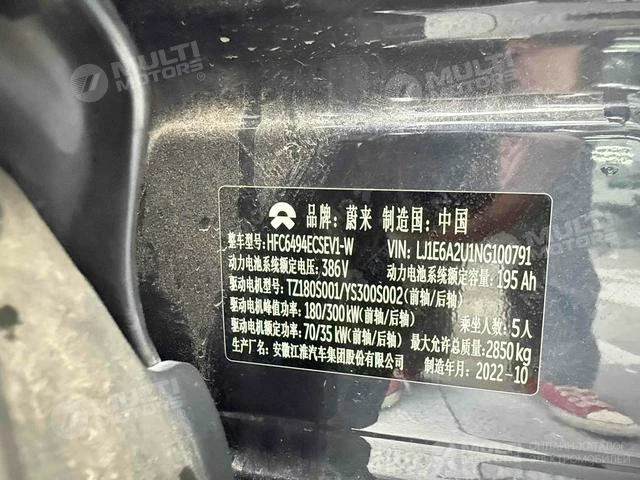 MULTI MOTORS
MULTI MOTORS
品牌: 蔚来 制造国: 中国
整车型号: HFC6494ECSEV1-W VIN: LJ1E6A2U1NG100791
动力电池系统额定电压: 386V 动力电池系统额定容量: 195 Ah
驱动电机型号: TZ180S001/YS300S002(前轴/后轴)
驱动电机峰值功率: 180/300 kW(前轴/后轴) 乘坐人数: 5人
驱动电机额定功率: 70/35 kW(前轴/后轴) 最大允许总质量: 2850 kg
生产厂名: 安徽江淮汽车集团股份有限公司 制造年月: 2022-10
MULTI MOTORS
ОНЛАЙН-КАТАЛОГ
ЭЛЕКТРОМОБИЛЕЙ